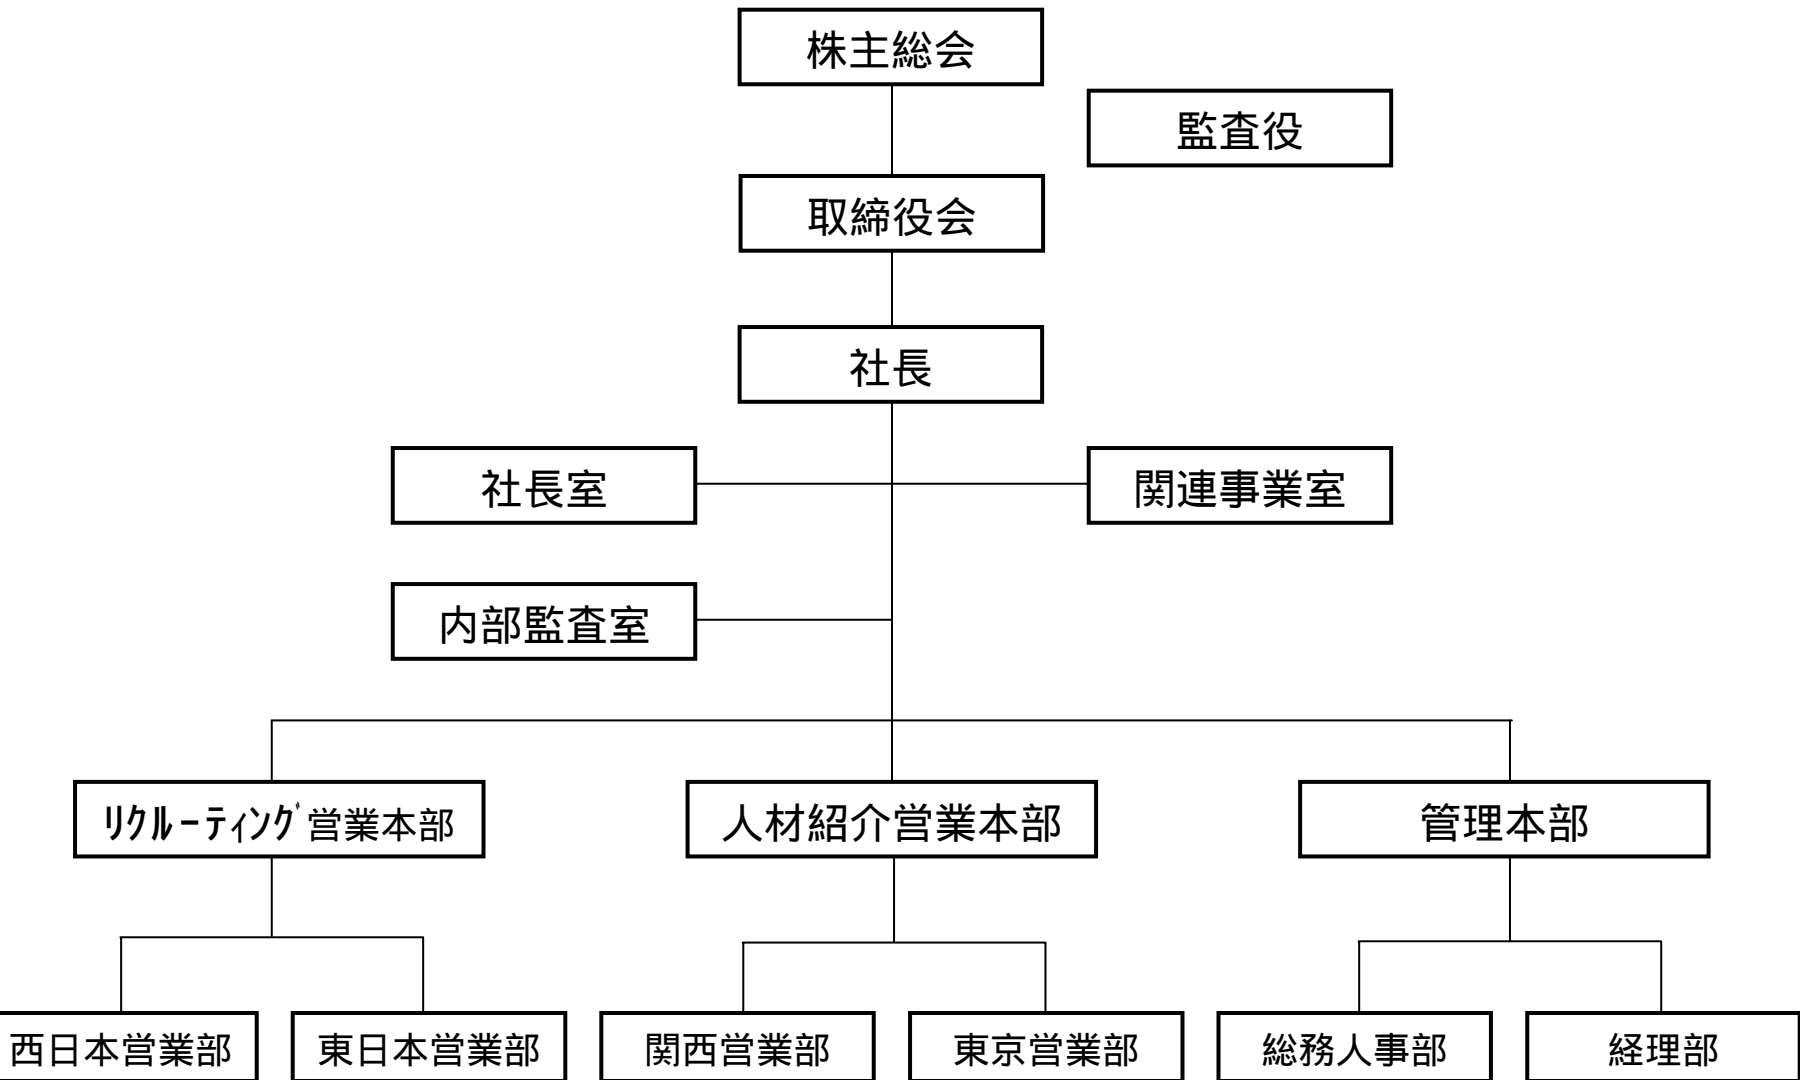 株主総会
監査役
取締役会
社長
社長室
関連事業室
内部監査室
ﾘｸﾙｰﾃｨﾝｸﾞ営業本部
人材紹介営業本部
管理本部
西日本営業部
東日本営業部
関西営業部
東京営業部
総務人事部
経理部